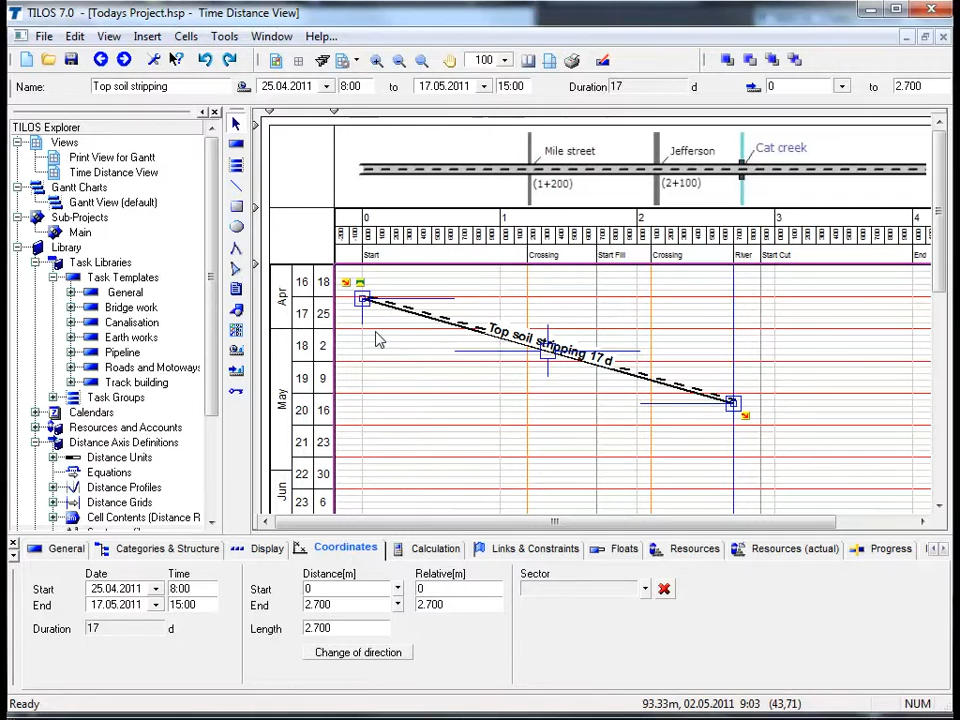 TILOS 7.0 - [Todays Project.hsp - Time Distance View]
File Edit View Insert Cells Tools Window Help...
100
Name: Top soil stripping 25.04.2011 8:00 to 17.05.2011 15:00 Duration 17 d 0 to 2.700
TILOS Explorer
Views
Print View for Gantt
Time Distance View
Gantt Charts
Gantt View (default)
Sub-Projects
Main
Library
Task Libraries
Task Templates
General
Bridge work
Canalisation
Earth works
Pipeline
Roads and Motoways
Track building
Task Groups
Calendars
Resources and Accounts
Distance Axis Definitions
Distance Units
Equations
Distance Profiles
Distance Grids
Cell Contents (Distance R
Mile street Jefferson Cat creek
(1+200) (2+100)
0 1 2 3 4
Start Crossing Start Fill Crossing River Start Cut End
Apr 16 18
17 25
18 2
May 19 9
20 16
21 23
22 30
Jun 23 6
Top soil stripping 17 d
General Categories & Structure Display Coordinates Calculation Links & Constraints Floats Resources Resources (actual) Progress
Date Time Distance[m] Relative[m] Sector
Start 25.04.2011 8:00 Start 0 0
End 17.05.2011 15:00 End 2.700 2.700
Duration 17 d Length 2.700
Change of direction
Ready 93.33m, 02.05.2011 9:03 (43,71) NUM